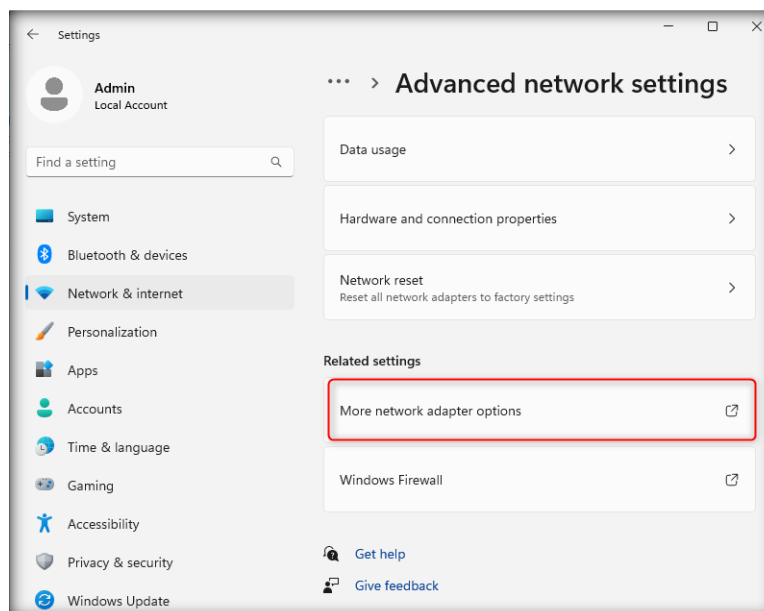 Settings
Admin
Local Account
Find a setting
System
Bluetooth & devices
Network & internet
Personalization
Apps
Accounts
Time & language
Gaming
Accessibility
Privacy & security
Windows Update
··· > Advanced network settings
Data usage
Hardware and connection properties
Network reset
Reset all network adapters to factory settings
Related settings
More network adapter options
Windows Firewall
Get help
Give feedback